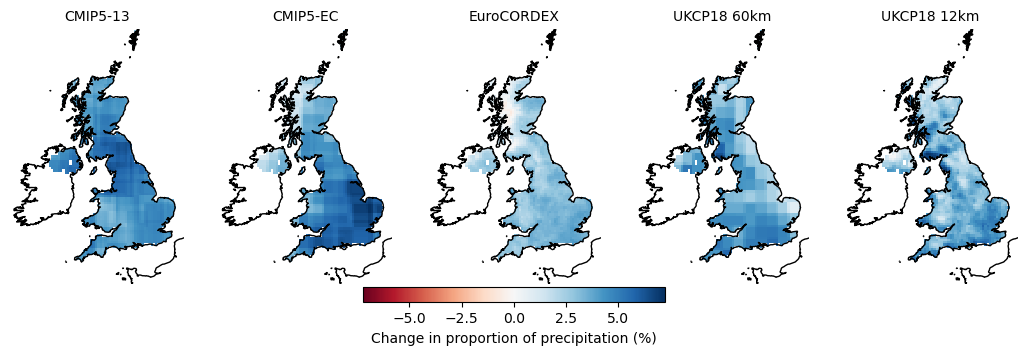 CMIP5-13 CMIP5-EC EuroCORDEX UKCP18 60km UKCP18 12km
−5.0 −2.5 0.0 2.5 5.0
Change in proportion of precipitation (%)